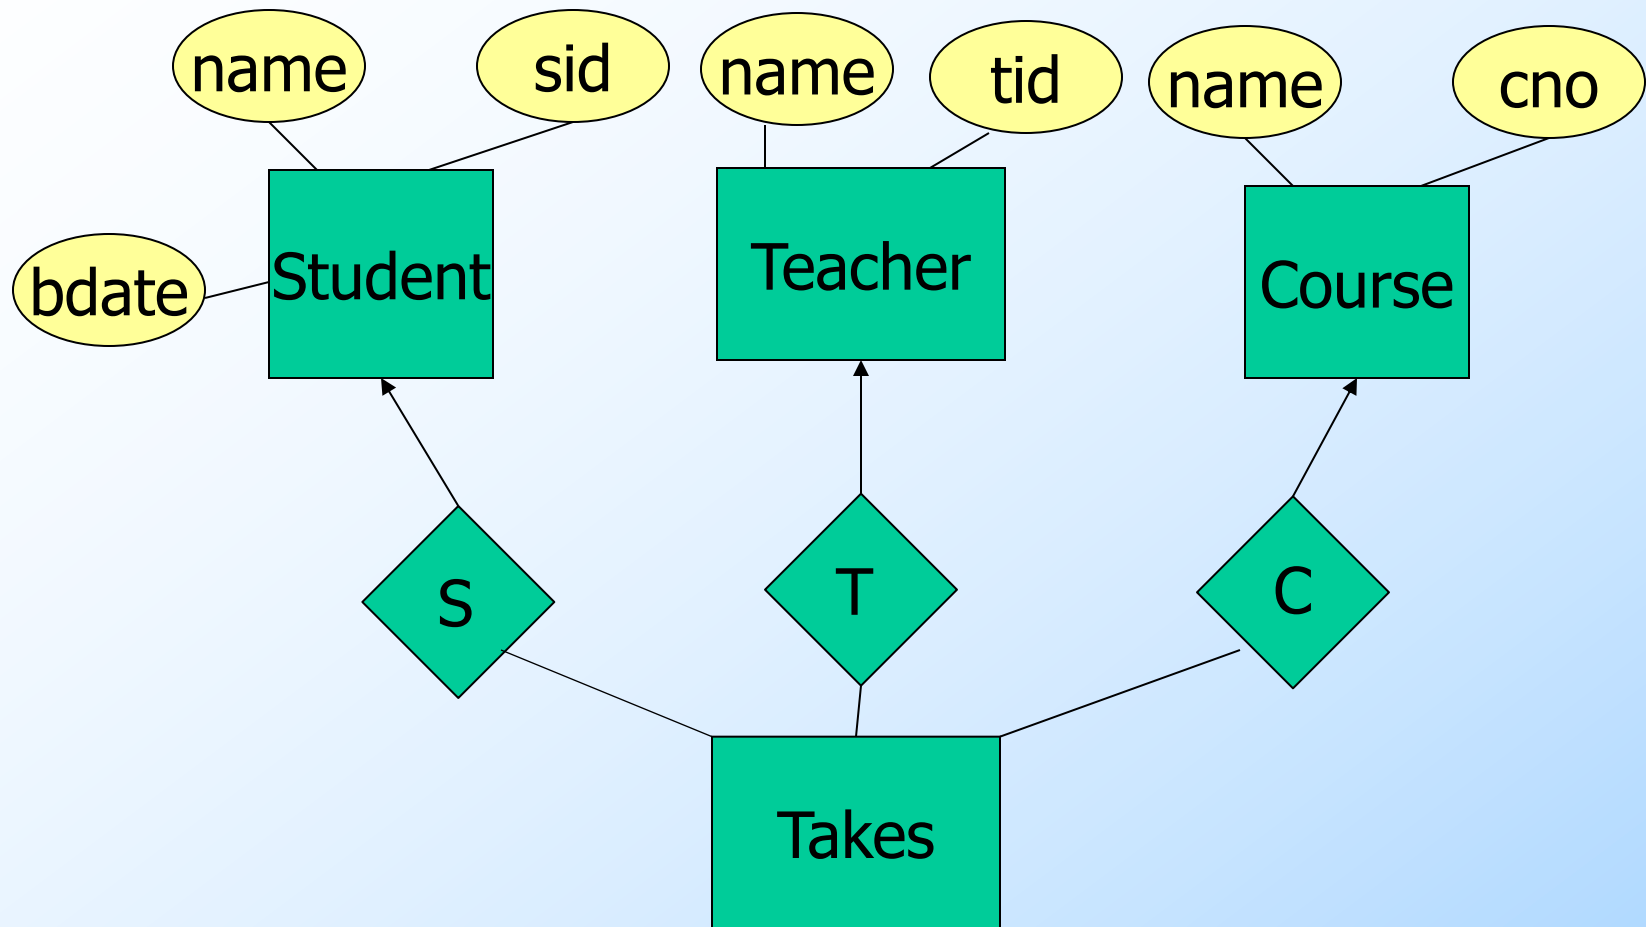 name
sid
name
tid
name
cno
bdate
Student
Teacher
Course
S
T
C
Takes